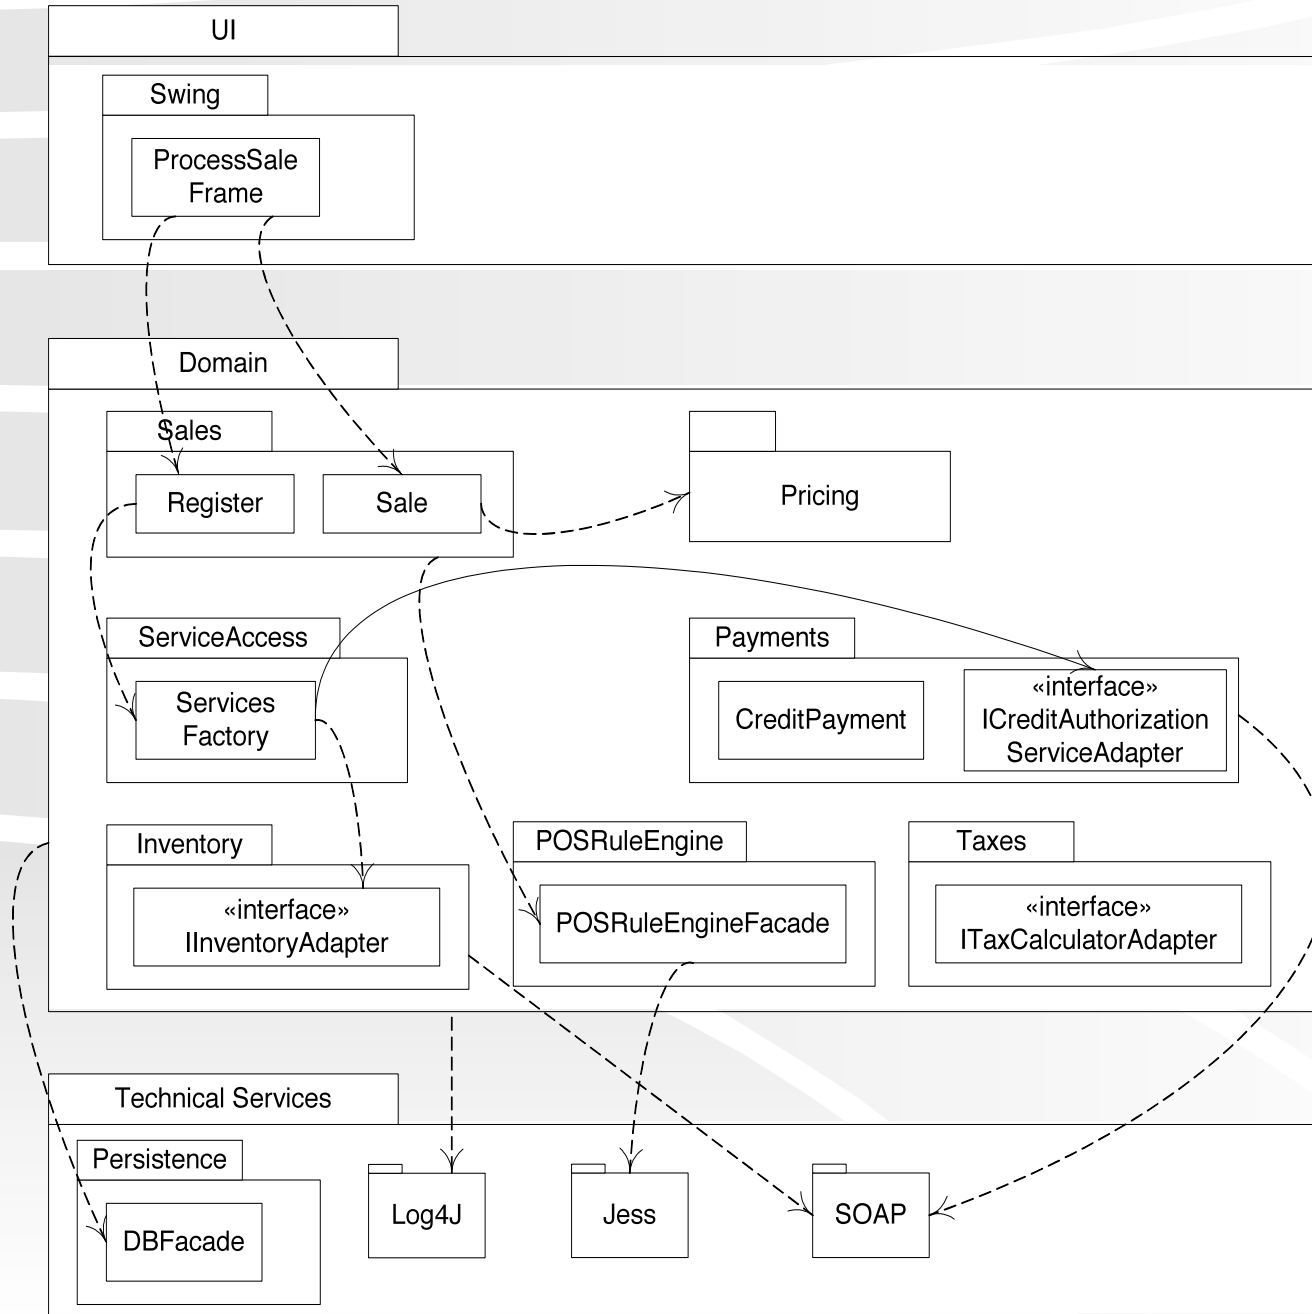 UI
Swing
ProcessSale
Frame
Domain
Sales
Register
Sale
Pricing
ServiceAccess
Services
Factory
Payments
CreditPayment
«interface»
ICreditAuthorization
ServiceAdapter
Inventory
«interface»
IInventoryAdapter
POSRuleEngine
POSRuleEngineFacade
Taxes
«interface»
ITaxCalculatorAdapter
Technical Services
Persistence
DBFacade
Log4J
Jess
SOAP